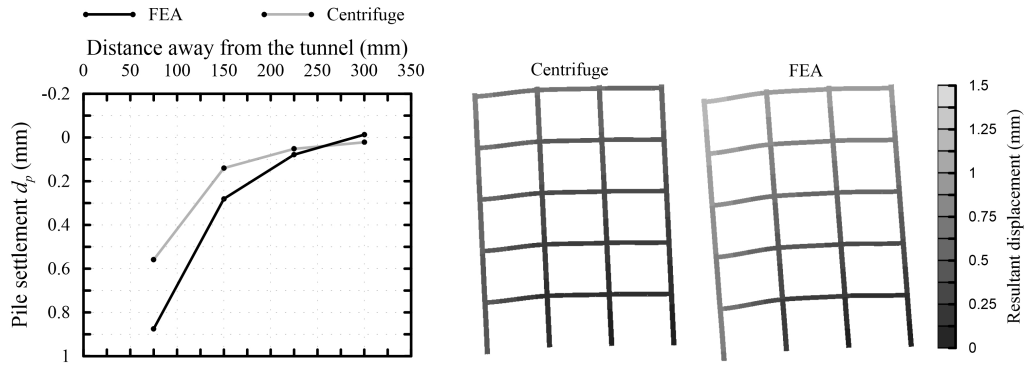 FEA Centrifuge
Distance away from the tunnel (mm)
0 50 100 150 200 250 300 350
-0.2
0
0.2
0.4
0.6
0.8
1
Pile settlement dp (mm)
Centrifuge
FEA
1.5
1.25
1
0.75
0.5
0.25
0
Resultant displacement (mm)